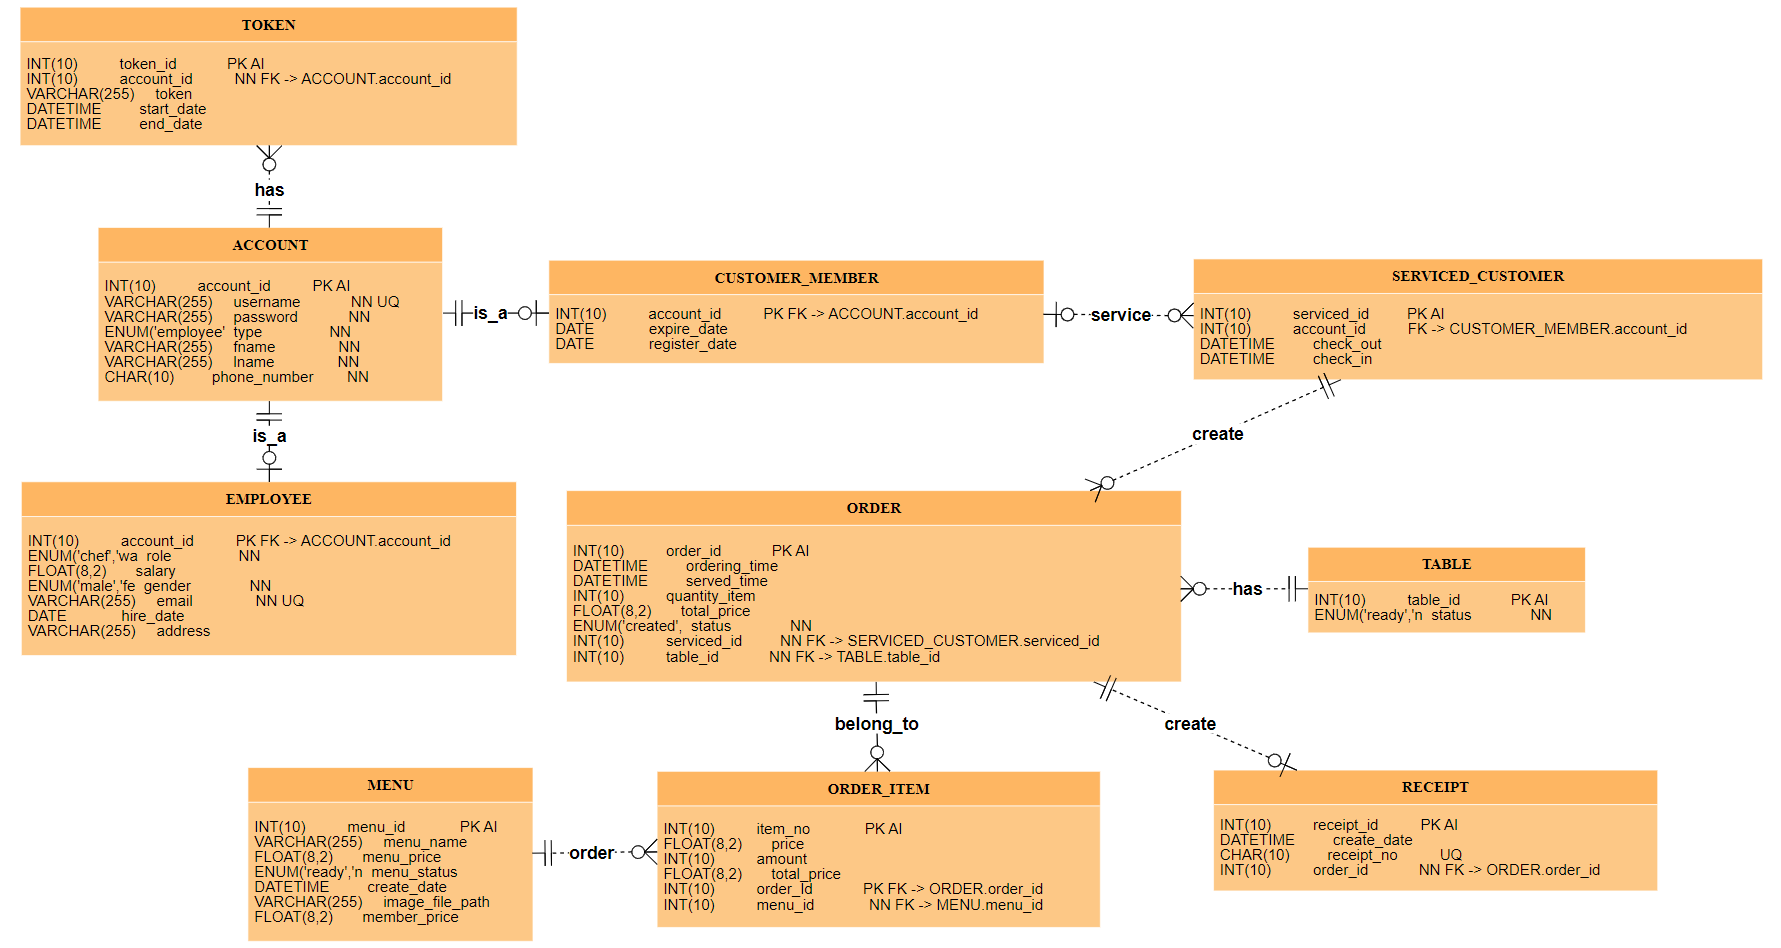 TOKEN
INT(10) token_id PK AI
INT(10) account_id NN FK -> ACCOUNT.account_id
VARCHAR(255) token
DATETIME start_date
DATETIME end_date
has
ACCOUNT
INT(10) account_id PK AI
VARCHAR(255) username NN UQ
VARCHAR(255) password NN
ENUM('employee' type NN
VARCHAR(255) fname NN
VARCHAR(255) lname NN
CHAR(10) phone_number NN
is_a
CUSTOMER_MEMBER
INT(10) account_id PK FK -> ACCOUNT.account_id
DATE expire_date
DATE register_date
service
SERVICED_CUSTOMER
INT(10) serviced_id PK AI
INT(10) account_id FK -> CUSTOMER_MEMBER.account_id
DATETIME check_out
DATETIME check_in
is_a
create
EMPLOYEE
INT(10) account_id PK FK -> ACCOUNT.account_id
ENUM('chef','wa role NN
FLOAT(8,2) salary
ENUM('male','fe gender NN
VARCHAR(255) email NN UQ
DATE hire_date
VARCHAR(255) address
ORDER
INT(10) order_id PK AI
DATETIME ordering_time
DATETIME served_time
INT(10) quantity_item
FLOAT(8,2) total_price
ENUM('created', status NN
INT(10) serviced_id NN FK -> SERVICED_CUSTOMER.serviced_id
INT(10) table_id NN FK -> TABLE.table_id
has
TABLE
INT(10) table_id PK AI
ENUM('ready','n status NN
belong_to
create
MENU
INT(10) menu_id PK AI
VARCHAR(255) menu_name
FLOAT(8,2) menu_price
ENUM('ready','n menu_status
DATETIME create_date
VARCHAR(255) image_file_path
FLOAT(8,2) member_price
order
ORDER_ITEM
INT(10) item_no PK AI
FLOAT(8,2) price
INT(10) amount
FLOAT(8,2) total_price
INT(10) order_Id PK FK -> ORDER.order_id
INT(10) menu_id NN FK -> MENU.menu_id
RECEIPT
INT(10) receipt_id PK AI
DATETIME create_date
CHAR(10) receipt_no UQ
INT(10) order_id NN FK -> ORDER.order_id